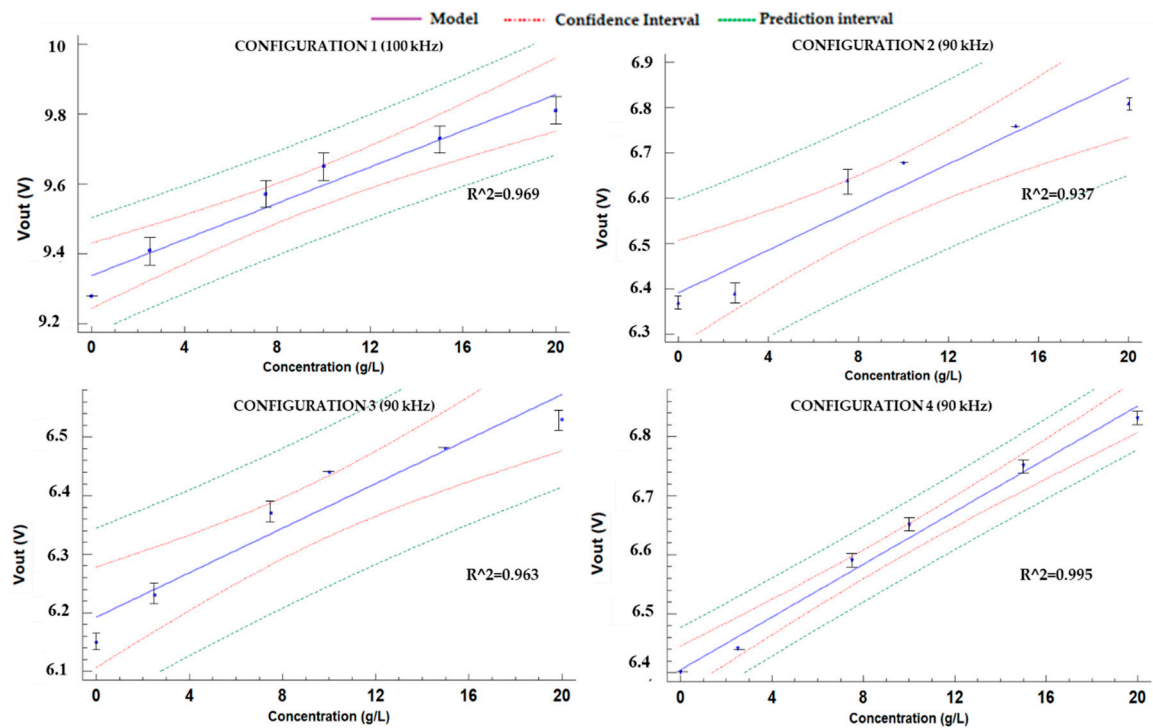 Model Confidence Interval Prediction interval
CONFIGURATION 1 (100 kHz)
10
9.8
9.6
9.4
9.2
Vout (V)
R^2=0.969
0 4 8 12 16 20
Concentration (g/L)
CONFIGURATION 2 (90 kHz)
6.9
6.8
6.7
6.6
6.5
6.4
6.3
Vout (V)
R^2=0.937
0 4 8 12 16 20
Concentration (g/L)
CONFIGURATION 3 (90 kHz)
6.5
6.4
6.3
6.2
6.1
Vout (V)
R^2=0.963
0 4 8 12 16 20
Concentration (g/L)
CONFIGURATION 4 (90 kHz)
6.8
6.7
6.6
6.5
6.4
Vout (V)
R^2=0.995
0 4 8 12 16 20
Concentration (g/L)